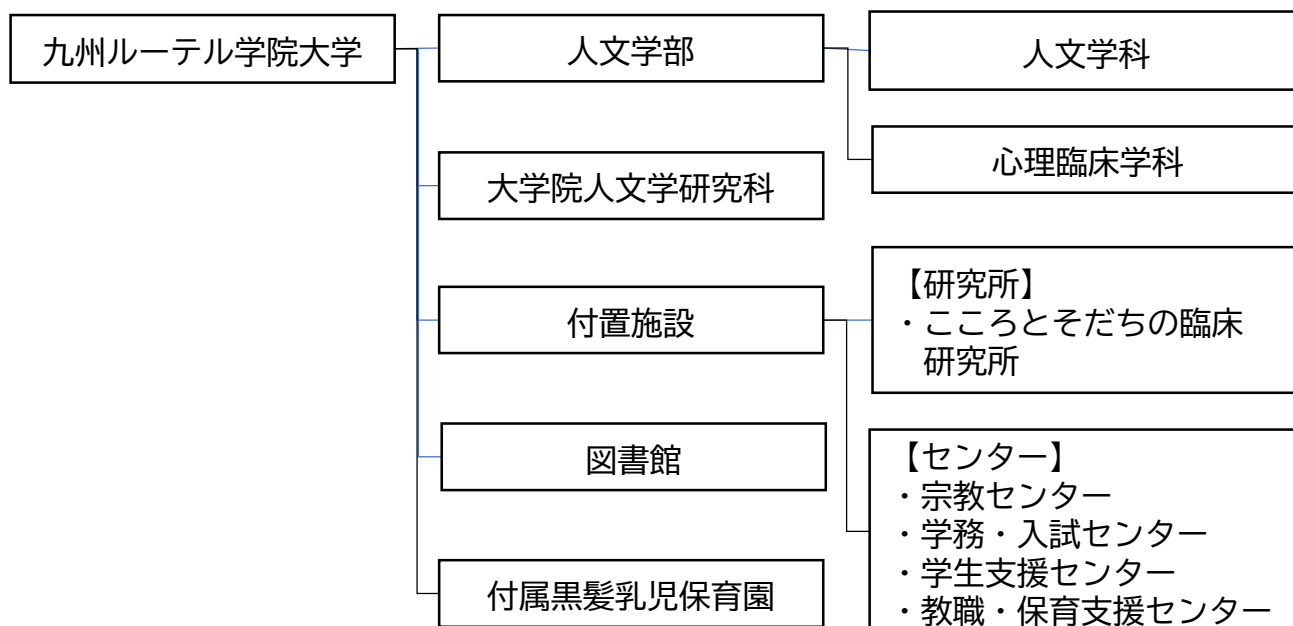 九州ルーテル学院大学
人文学部
人文学科
心理臨床学科
大学院人文学研究科
付置施設
【研究所】
・こころとそだちの臨床
研究所
【センター】
・宗教センター
・学務・入試センター
・学生支援センター
・教職・保育支援センター
図書館
付属黒髪乳児保育園